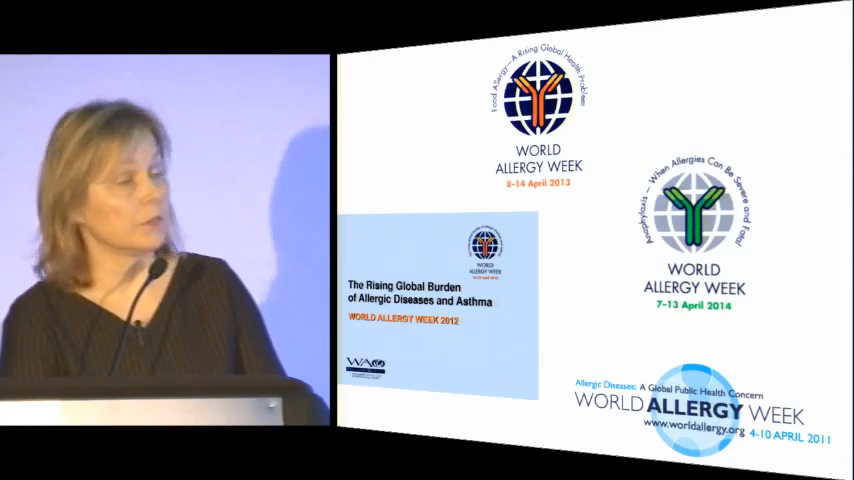 Food Allergy—A Rising Global Health Problem
WORLD
ALLERGY WEEK
8–14 April 2013
Anaphylaxis — When Allergies Can Be Severe and Fatal
WORLD
ALLERGY WEEK
7–13 April 2014
WORLD
ALLERGY WEEK
The Rising Global Burden
of Allergic Diseases and Asthma
WORLD ALLERGY WEEK 2012
WAO
Allergic Diseases: A Global Public Health Concern
WORLD ALLERGY WEEK
www.worldallergy.org 4-10 APRIL 2011